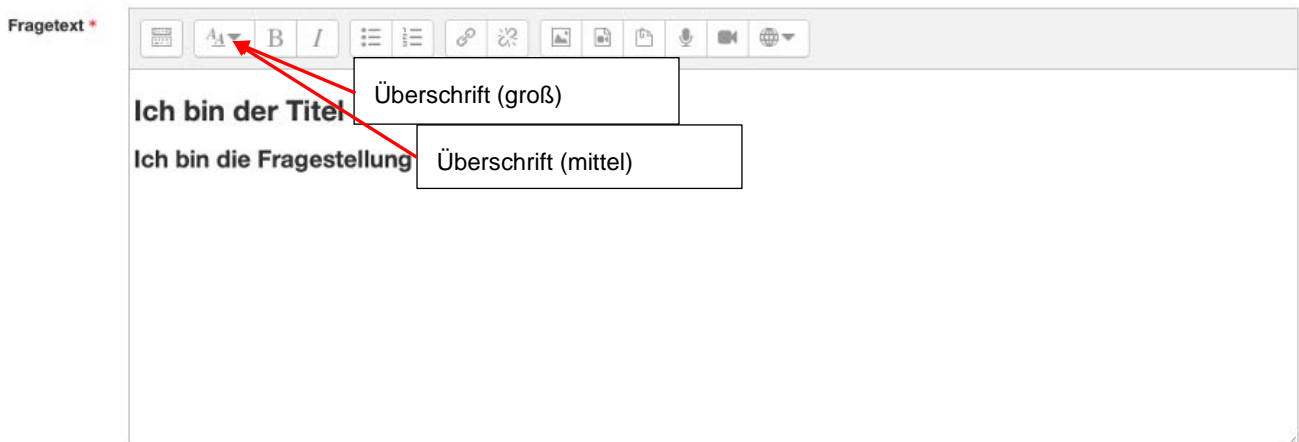 Fragetext *
B I
Überschrift (groß)
Ich bin der Titel
Ich bin die Fragestellung
Überschrift (mittel)